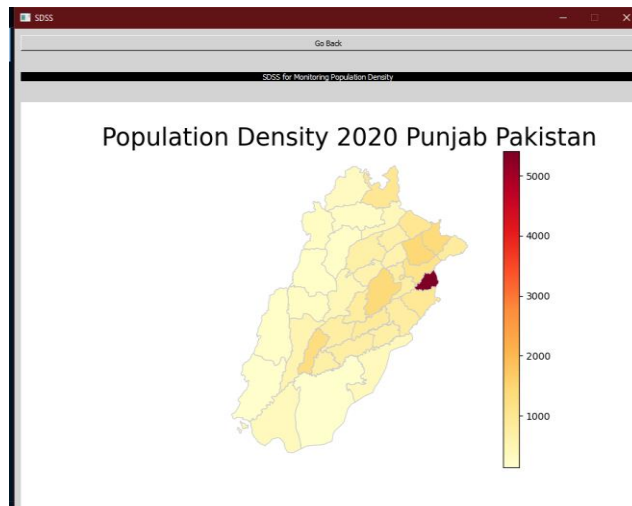 SDSS
Go Back
SDSS for Monitoring Population Density
Population Density 2020 Punjab Pakistan
5000
4000
3000
2000
1000